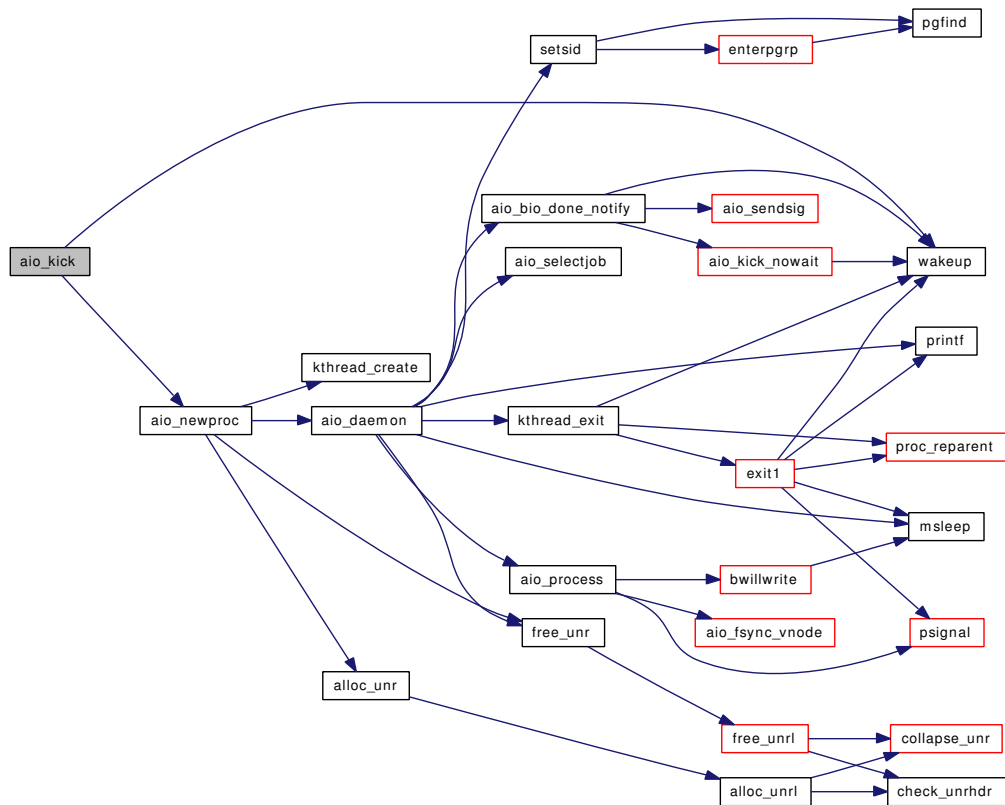 pgfind
setsid
enterpgrp
aio_bio_done_notify
aio_sendsig
aio_kick
aio_selectjob
aio_kick_nowait
wakeup
printf
kthread_create
aio_newproc
aio_daemon
kthread_exit
proc_reparent
exit1
msleep
aio_process
bwillwrite
free_unr
aio_fsync_vnode
psignal
alloc_unr
free_unrl
collapse_unr
alloc_unrl
check_unrhdr